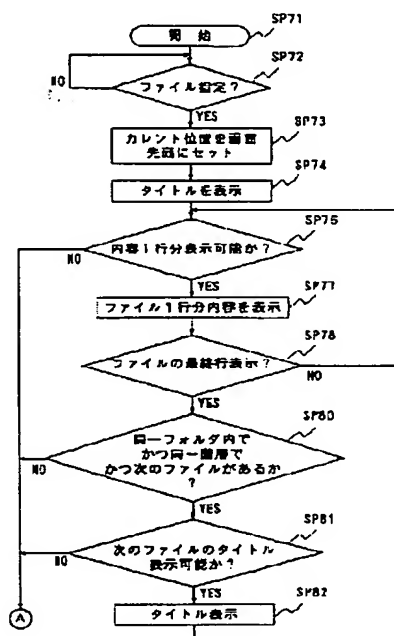 SP71
開 始
SP72
ファイル指定?
NO
YES
SP73
カレント位置を画面
先頭にセット
SP74
タイトルを表示
SP76
内容1行分表示可能か?
NO
YES
SP77
ファイル1行分内容を表示
SP78
ファイルの最終行表示?
NO
YES
SP80
同一フォルダ内で
かつ同一階層で
かつ次のファイルがあるか
?
NO
YES
SP81
次のファイルのタイトル
表示可能か?
NO
YES
SP82
タイトル表示
A